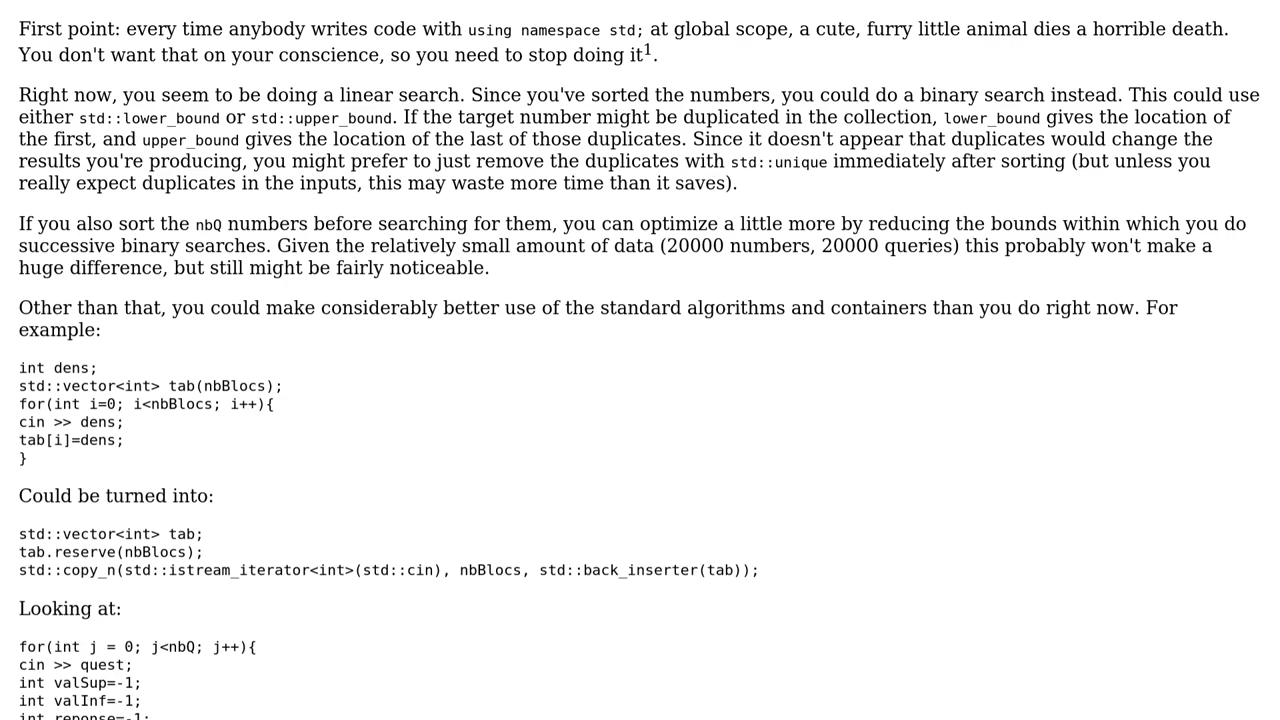 First point: every time anybody writes code with using namespace std; at global scope, a cute, furry little animal dies a horrible death.
You don't want that on your conscience, so you need to stop doing it1.
Right now, you seem to be doing a linear search. Since you've sorted the numbers, you could do a binary search instead. This could use
either std::lower_bound or std::upper_bound. If the target number might be duplicated in the collection, lower_bound gives the location of
the first, and upper_bound gives the location of the last of those duplicates. Since it doesn't appear that duplicates would change the
results you're producing, you might prefer to just remove the duplicates with std::unique immediately after sorting (but unless you
really expect duplicates in the inputs, this may waste more time than it saves).
If you also sort the nbQ numbers before searching for them, you can optimize a little more by reducing the bounds within which you do
successive binary searches. Given the relatively small amount of data (20000 numbers, 20000 queries) this probably won't make a
huge difference, but still might be fairly noticeable.
Other than that, you could make considerably better use of the standard algorithms and containers than you do right now. For
example:
int dens;
std::vector<int> tab(nbBlocs);
for(int i=0; i<nbBlocs; i++){
cin >> dens;
tab[i]=dens;
}
Could be turned into:
std::vector<int> tab;
tab.reserve(nbBlocs);
std::copy_n(std::istream_iterator<int>(std::cin), nbBlocs, std::back_inserter(tab));
Looking at:
for(int j = 0; j<nbQ; j++){
cin >> quest;
int valSup=-1;
int valInf=-1;
int reponse=-1;